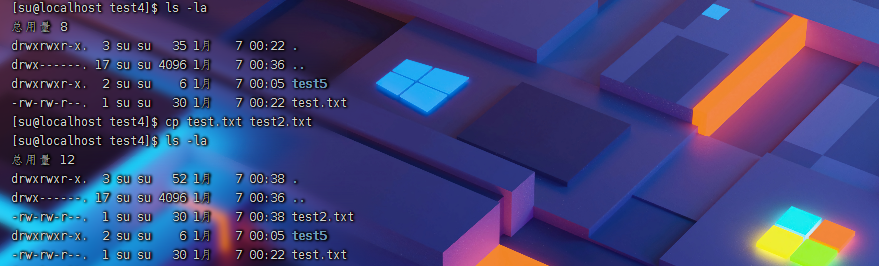 [su@localhost test4]$ ls -la
总用量 8
drwxrwxr-x.  3 su su   35 1月   7 00:22 .
drwx------. 17 su su 4096 1月   7 00:36 ..
drwxrwxr-x.  2 su su    6 1月   7 00:05 test5
-rw-rw-r--.  1 su su   30 1月   7 00:22 test.txt
[su@localhost test4]$ cp test.txt test2.txt
[su@localhost test4]$ ls -la
总用量 12
drwxrwxr-x.  3 su su   52 1月   7 00:38 .
drwx------. 17 su su 4096 1月   7 00:36 ..
-rw-rw-r--.  1 su su   30 1月   7 00:38 test2.txt
drwxrwxr-x.  2 su su    6 1月   7 00:05 test5
-rw-rw-r--.  1 su su   30 1月   7 00:22 test.txt